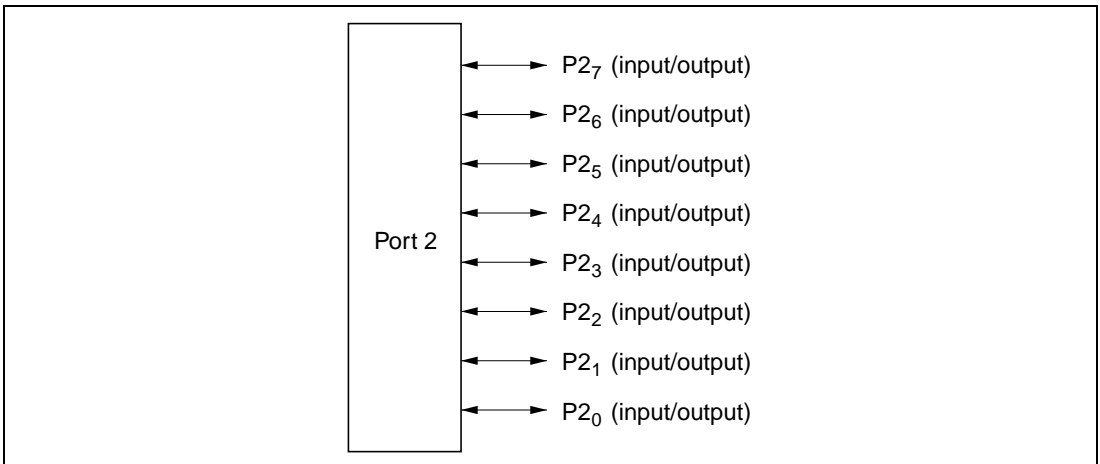 P2₇ (input/output)
P2₆ (input/output)
P2₅ (input/output)
P2₄ (input/output)
Port 2
P2₃ (input/output)
P2₂ (input/output)
P2₁ (input/output)
P2₀ (input/output)